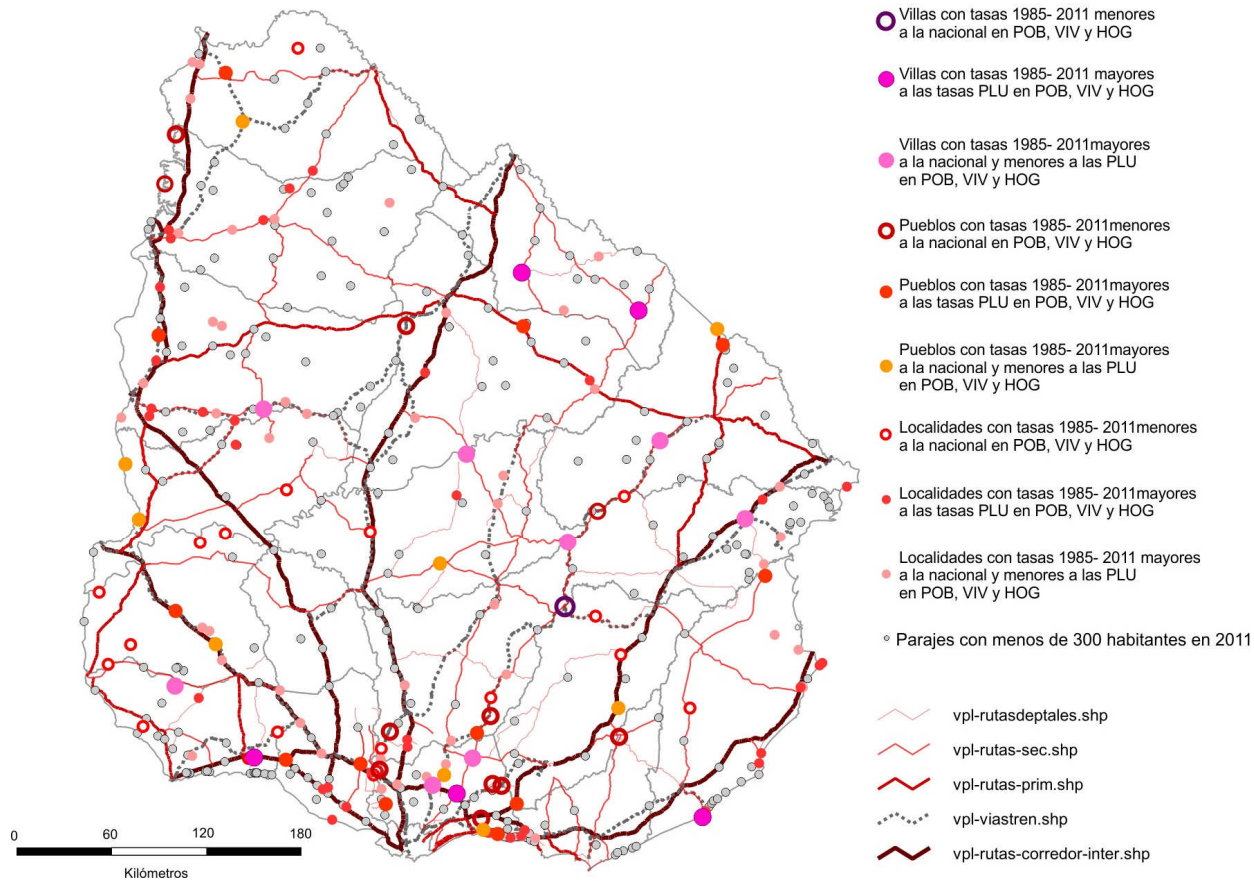 Villas con tasas 1985- 2011 menores
a la nacional en POB, VIV y HOG
Villas con tasas 1985- 2011 mayores
a las tasas PLU en POB, VIV y HOG
Villas con tasas 1985- 2011mayores
a la nacional y menores a las PLU
en POB, VIV y HOG
Pueblos con tasas 1985- 2011menores
a la nacional en POB, VIV y HOG
Pueblos con tasas 1985- 2011mayores
a las tasas PLU en POB, VIV y HOG
Pueblos con tasas 1985- 2011mayores
a la nacional y menores a las PLU
en POB, VIV y HOG
Localidades con tasas 1985- 2011menores
a la nacional en POB, VIV y HOG
Localidades con tasas 1985- 2011mayores
a las tasas PLU en POB, VIV y HOG
Localidades con tasas 1985- 2011 mayores
a la nacional y menores a las PLU
en POB, VIV y HOG
Parajes con menos de 300 habitantes en 2011
vpl-rutasdeptales.shp
vpl-rutas-sec.shp
vpl-rutas-prim.shp
vpl-viastren.shp
vpl-rutas-corredor-inter.shp
0 60 120 180
Kilómetros